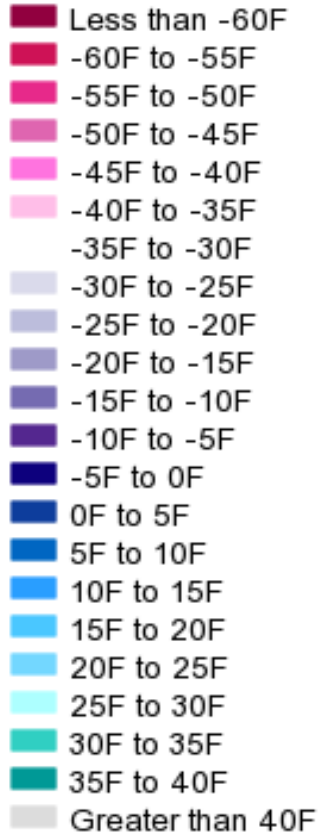 Less than -60F
-60F to -55F
-55F to -50F
-50F to -45F
-45F to -40F
-40F to -35F
-35F to -30F
-30F to -25F
-25F to -20F
-20F to -15F
-15F to -10F
-10F to -5F
-5F to 0F
0F to 5F
5F to 10F
10F to 15F
15F to 20F
20F to 25F
25F to 30F
30F to 35F
35F to 40F
Greater than 40F